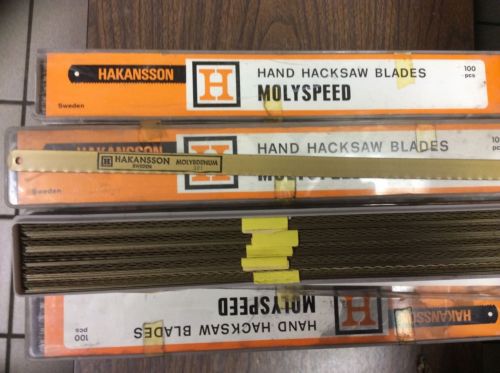 HAKANSSON
H
HAND HACKSAW BLADES
MOLYSPEED
100
pcs
Sweden
HAKANSSON
HAND HACKSAW BLADES
HAKANSSON
SWEDEN
MOLYBDENUM
Sweden
MOLYSPEED
HAND HACKSAW BLADES
100
pcs
H
HAKANSSON